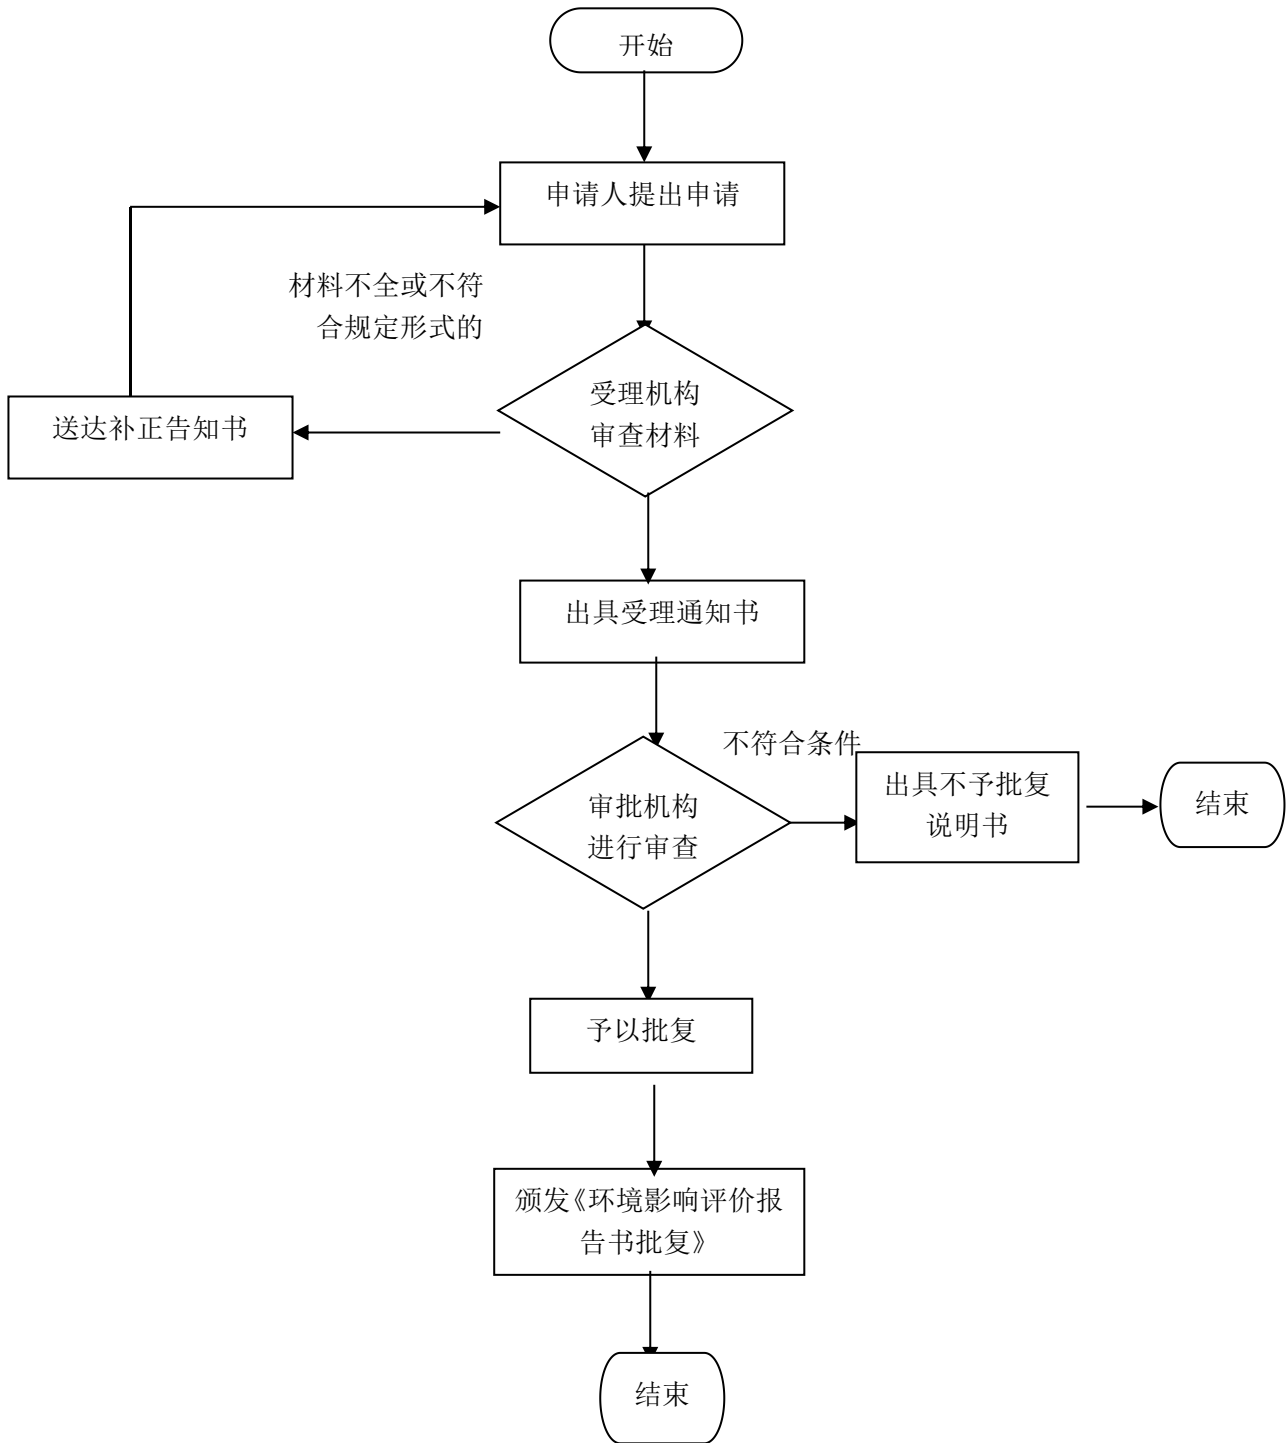 开始
申请人提出申请
材料不全或不符
合规定形式的
受理机构
审查材料
送达补正告知书
出具受理通知书
不符合条件
审批机构
进行审查
出具不予批复
说明书
结束
予以批复
颁发《环境影响评价报
告书批复》
结束